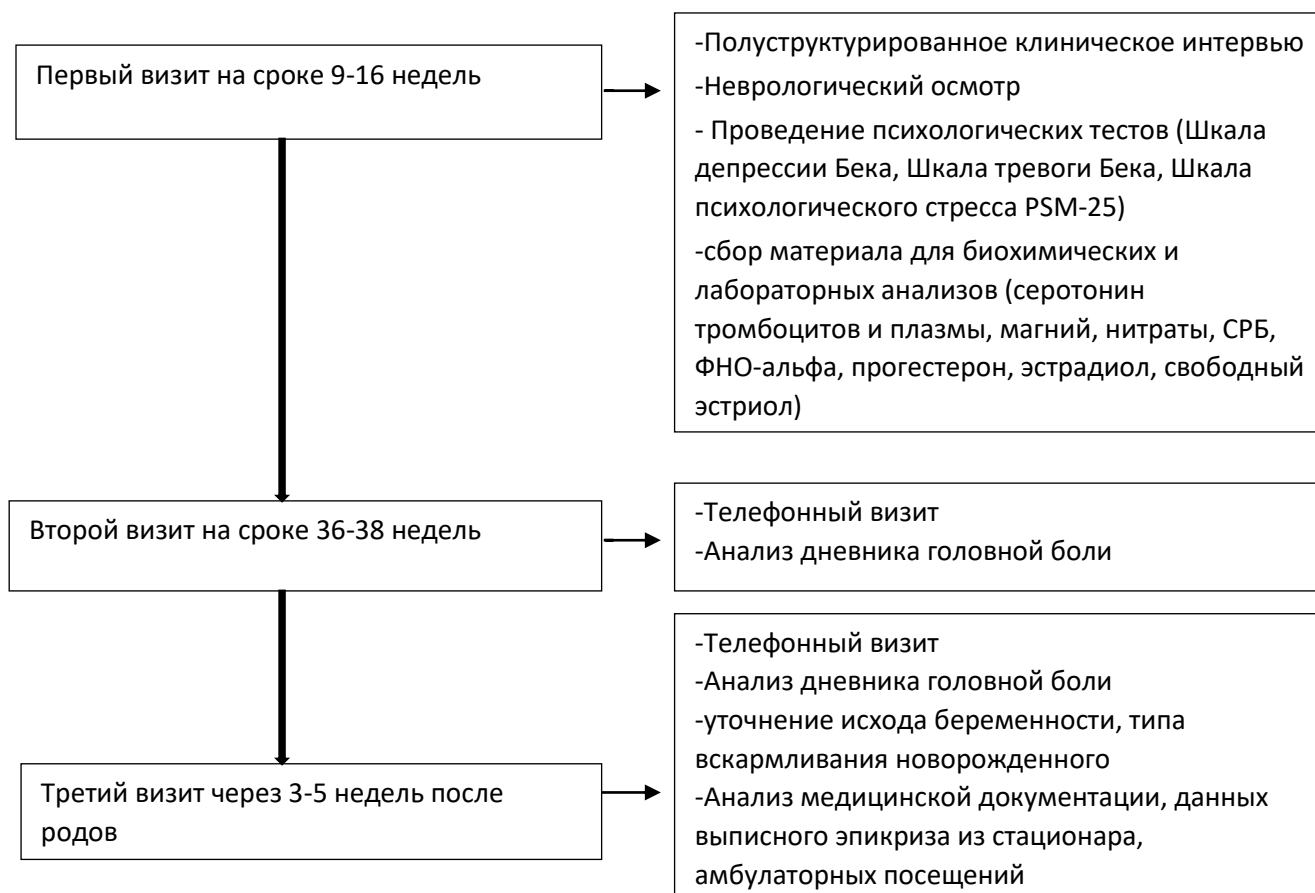 Первый визит на сроке 9-16 недель
-Полуструктурированное клиническое интервью
-Неврологический осмотр
- Проведение психологических тестов (Шкала
депрессии Бека, Шкала тревоги Бека, Шкала
психологического стресса PSM-25)
-сбор материала для биохимических и
лабораторных анализов (серотонин
тромбоцитов и плазмы, магний, нитраты, СРБ,
ФНО-альфа, прогестерон, эстрадиол, свободный
эстриол)
Второй визит на сроке 36-38 недель
-Телефонный визит
-Анализ дневника головной боли
Третий визит через 3-5 недель после
родов
-Телефонный визит
-Анализ дневника головной боли
-уточнение исхода беременности, типа
вскармливания новорожденного
-Анализ медицинской документации, данных
выписного эпикриза из стационара,
амбулаторных посещений